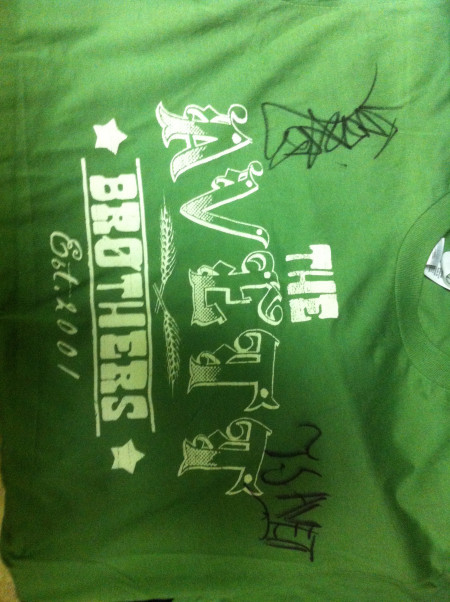 THE
AVETT
BROTHERS
Est. 2001